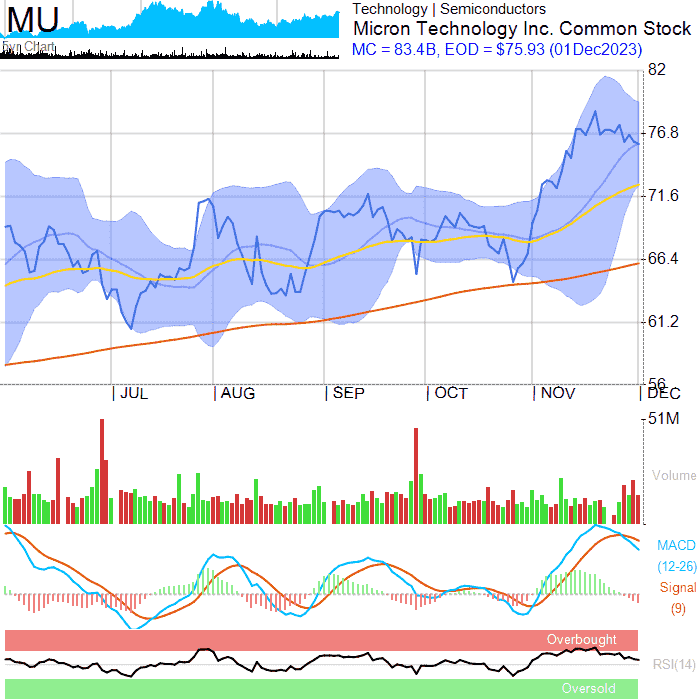 MU
5yr Chart
Technology | Semiconductors
Micron Technology Inc. Common Stock
MC = 83.4B, EOD = $75.93 (01Dec2023)
82
76.8
71.6
66.4
61.2
56
JUL AUG SEP OCT NOV DEC
51M
Volume
MACD
(12-26)
Signal
(9)
Overbought
RSI(14)
Oversold